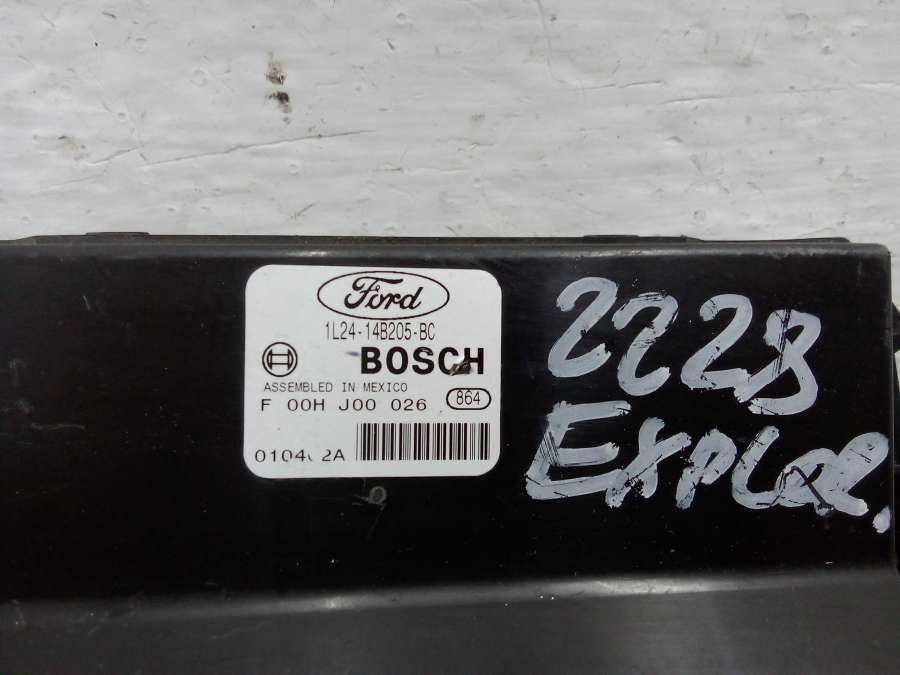 Ford
1L24-14B205-BC
BOSCH
ASSEMBLED IN MEXICO
F 00H J00 026 864
2228
Explor.